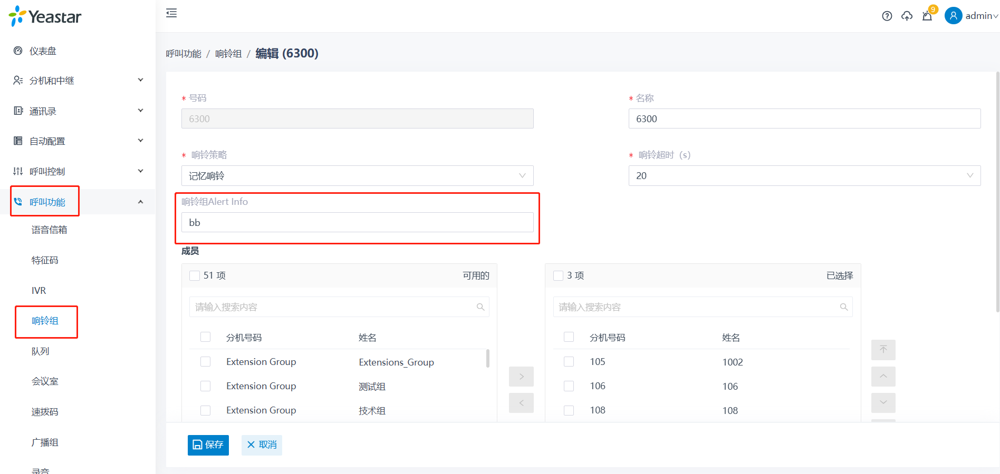 Yeastar
9
admin
仪表盘
分机和中继
通讯录
自动配置
呼叫控制
呼叫功能
语音信箱
特征码
IVR
响铃组
队列
会议室
速拨码
广播组
录音
呼叫功能 / 响铃组 / 编辑 (6300)
* 号码
6300
* 名称
6300
* 响铃策略
记忆响铃
* 响铃超时（s）
20
响铃组Alert Info
bb
成员
51 项 可用的
请输入搜索内容
分机号码 姓名
Extension Group Extensions_Group
Extension Group 测试组
Extension Group 技术组
3 项 已选择
请输入搜索内容
分机号码 姓名
105 1002
106 106
108 108
保存
取消